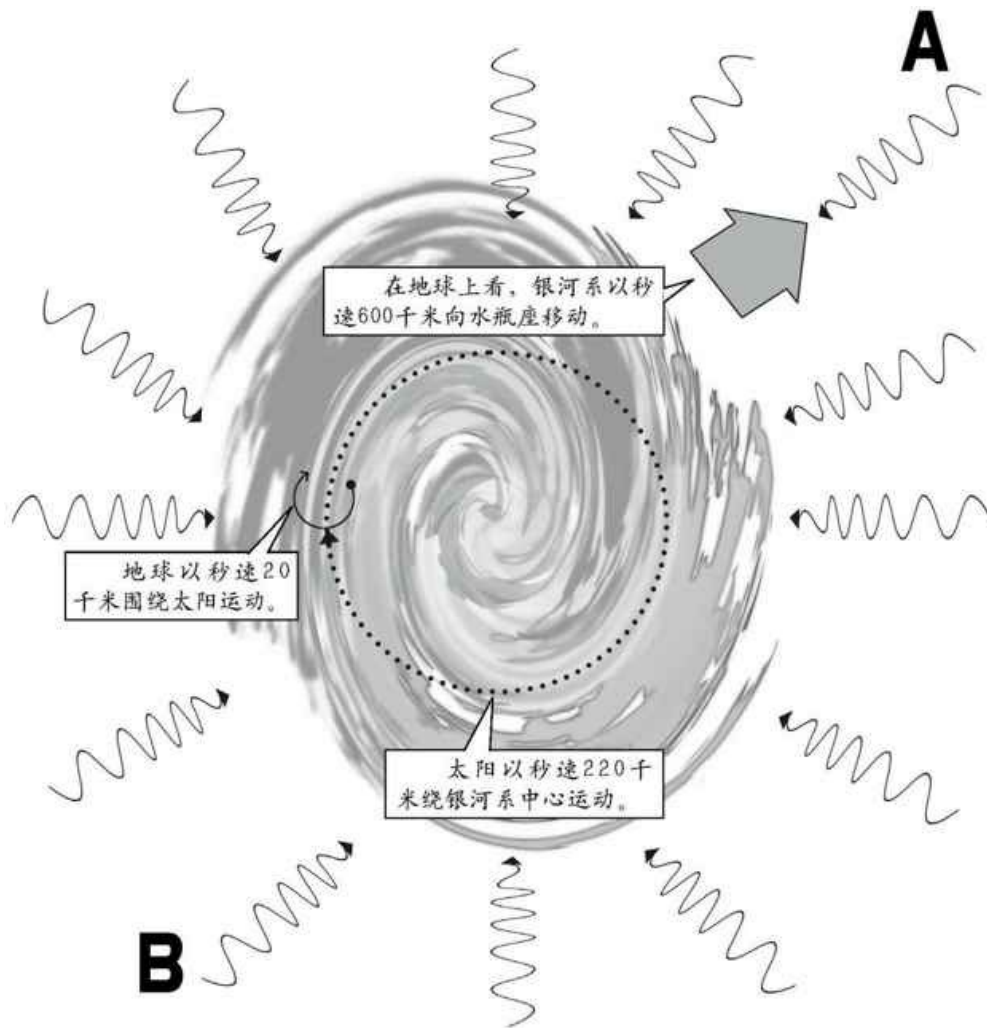 A
在地球上看，银河系以秒
速600千米向水瓶座移动。
地球以秒速20
千米围绕太阳运动。
太阳以秒速220千
米绕银河系中心运动。
B